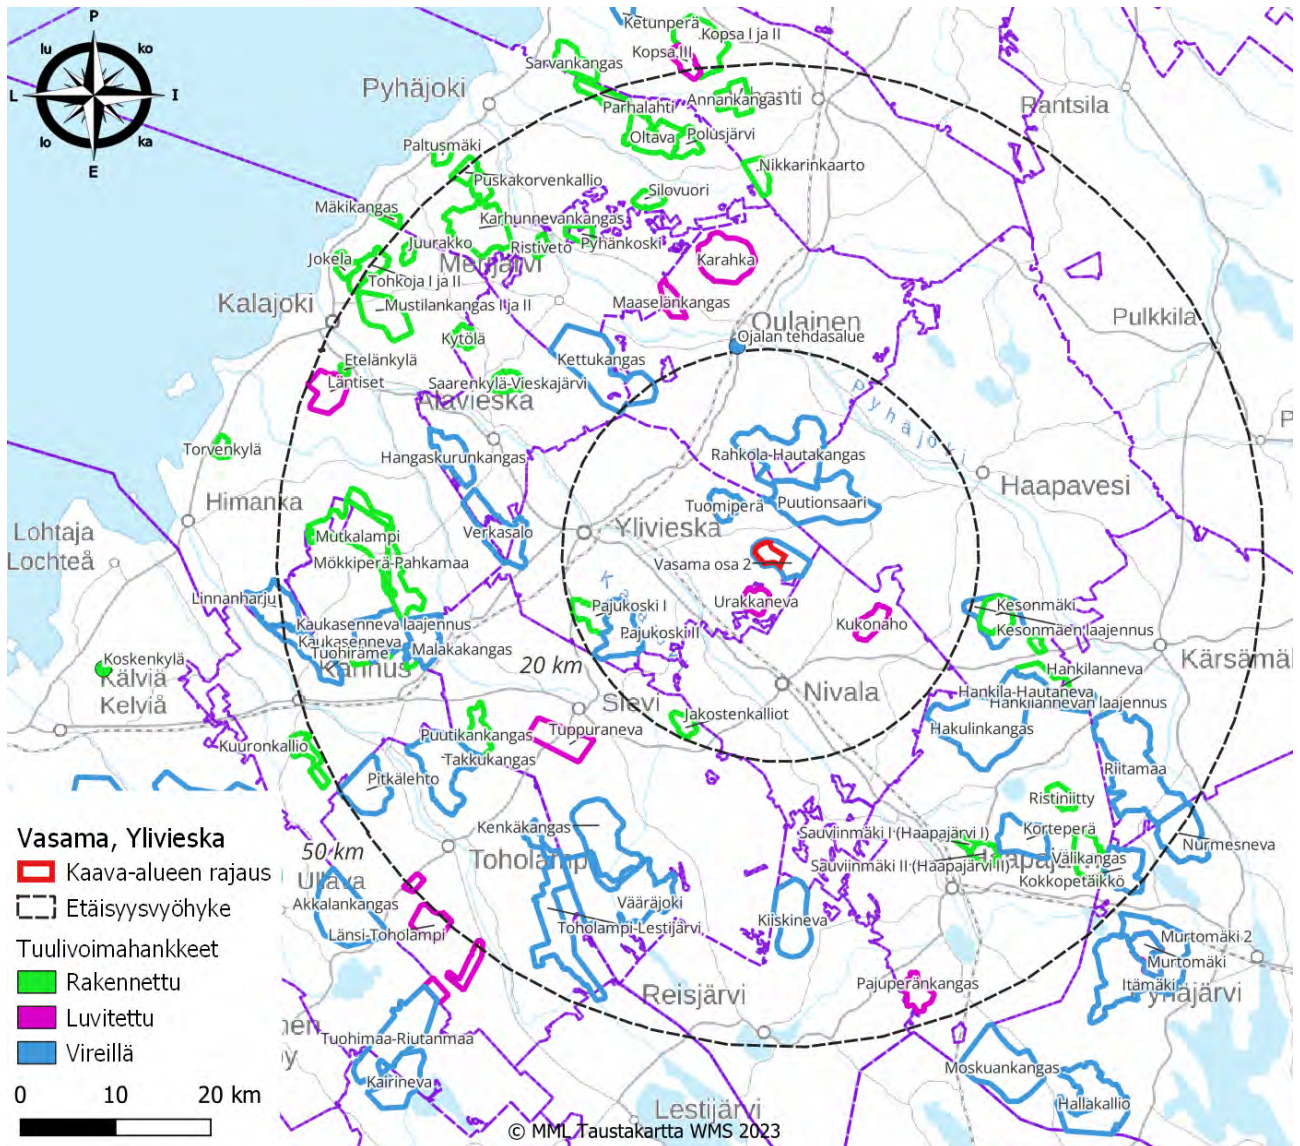 P
lu
ko
L
I
lo
ka
E
Ketunperä
Kopsa I ja II
Kopsa III
Sarvankangas
Pyhäjoki
Annankangas
Rantsila
Parhalahti
Oltava
Polusjärvi
Paltusmäki
Nikkarinkaarto
Puskakorvenkallio
Silovuori
Mäkikangas
Karhunnevankangas
Juurakko
Ristiveto
Pyhänkoski
Merijärvi
Karahka
Jokela
Tohkoja I ja II
Kalajoki
Mustilankangas I ja II
Maaselänkangas
Oulainen
Pulkkila
Ojalan tehdasalue
Kytölä
Kettukangas
Etelänkylä
Läntiset
Saarenkylä-Vieskajärvi
Alavieska
Pyhäjoki
Torvenkylä
Hangaskurunkangas
Rahkola-Hautakangas
Haapavesi
Himanka
Tuomiperä
Puutionsaari
Lohtaja
Lochteå
Mutkalampi
Verkasalo
Ylivieska
Mökkiperä-Pahkamaa
Vasama osa 2
Linnanharju
Pajukoski I
Urakkaneva
Kesonmäki
Kaukasenneva laajennus
Pajukoski II
Kukonaho
Kesonmäen laajennus
Kaukasenneva
Tuohirame
Malakakangas
Kannus
20 km
Koskenkylä
Kälviä
Kelviä
Hankilanneva
Nivala
Hankila-Hautaneva
Hankilannevan laajennus
Sievi
Jakostenkalliot
Hakulinkangas
Puutikankangas
Tuppuraneva
Kuuronkallio
Takkukangas
Pitkälehto
Riitamaa
Ristiniitty
Kenkäkangas
Sauviinmäki I (Haapajärvi I)
Körteperä
Nurmesneva
50 km
Toholampi
Sauviinmäki II (Haapajärvi II)
Välikangas
Kokkopetäikkö
Ullava
Akkalankangas
Vääräjoki
Kiiskineva
Länsi-Toholampi
Toholampi-Lestijärvi
Murtomäki 2
Murtomäki
Itämäki
Pajuperänkangas
Reisjärvi
Tuohimaa-Riutanmaa
Moskuankangas
Kairineva
Hallakallio
Lestijärvi
Vasama, Ylivieska
Kaava-alueen rajaus
Etäisyysvyöhyke
Tuulivoimahankkeet
Rakennettu
Luvitettu
Vireillä
0 10 20 km
© MML Taustakartta WMS 2023